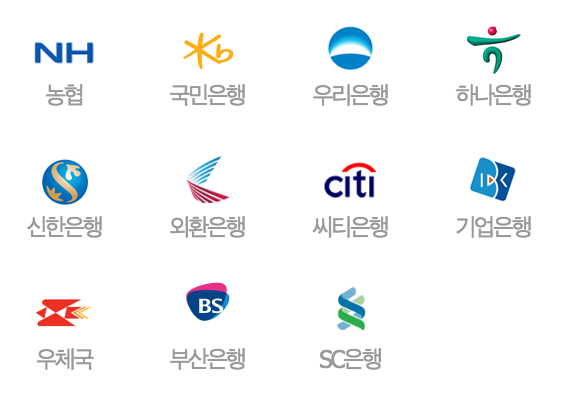 NH
Kb
농협
국민은행
우리은행
하나은행
citi
IBK
신한은행
외환은행
씨티은행
기업은행
BS
우체국
부산은행
SC은행